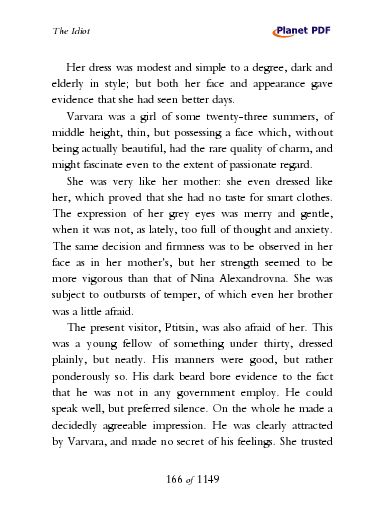 The Idiot
Planet PDF
Her dress was modest and simple to a degree, dark and
elderly in style; but both her face and appearance gave
evidence that she had seen better days.
Varvara was a girl of some twenty-three summers, of
middle height, thin, but possessing a face which, without
being actually beautiful, had the rare quality of charm, and
might fascinate even to the extent of passionate regard.
She was very like her mother: she even dressed like
her, which proved that she had no taste for smart clothes.
The expression of her grey eyes was merry and gentle,
when it was not, as lately, too full of thought and anxiety.
The same decision and firmness was to be observed in her
face as in her mother's, but her strength seemed to be
more vigorous than that of Nina Alexandrovna. She was
subject to outbursts of temper, of which even her brother
was a little afraid.
The present visitor, Ptitsin, was also afraid of her. This
was a young fellow of something under thirty, dressed
plainly, but neatly. His manners were good, but rather
ponderously so. His dark beard bore evidence to the fact
that he was not in any government employ. He could
speak well, but preferred silence. On the whole he made a
decidedly agreeable impression. He was clearly attracted
by Varvara, and made no secret of his feelings. She trusted
166 of 1149